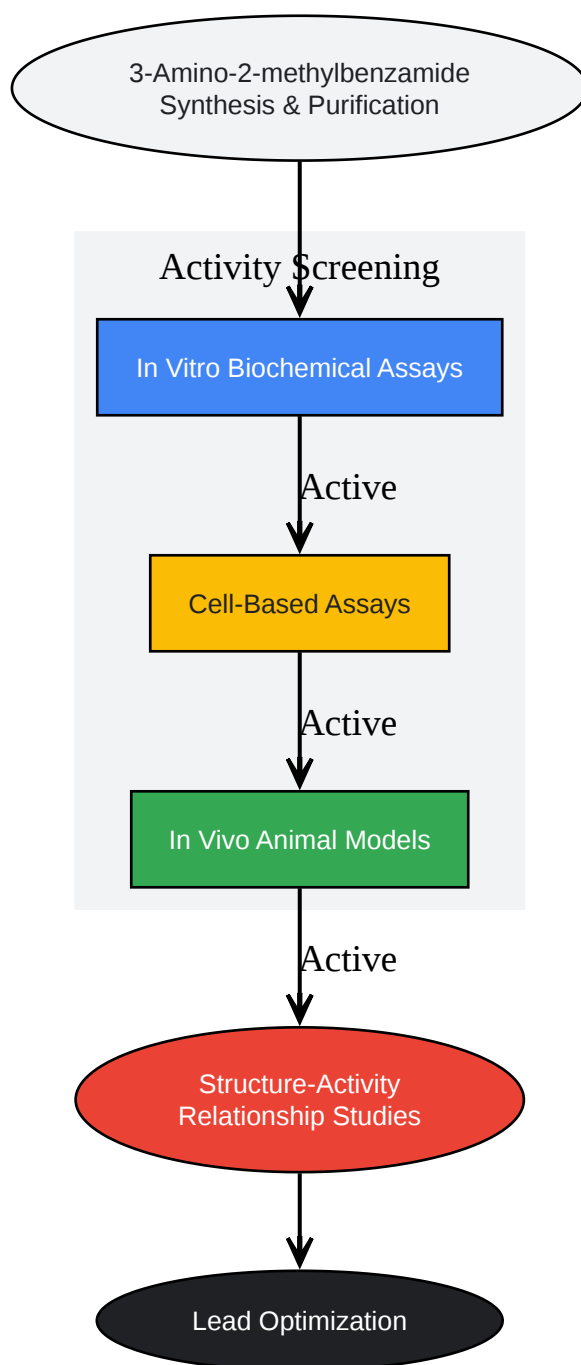 3-Amino-2-methylbenzamide
Synthesis & Purification
Activity Screening
In Vitro Biochemical Assays
Active
Cell-Based Assays
Active
In Vivo Animal Models
Active
Structure-Activity
Relationship Studies
Lead Optimization